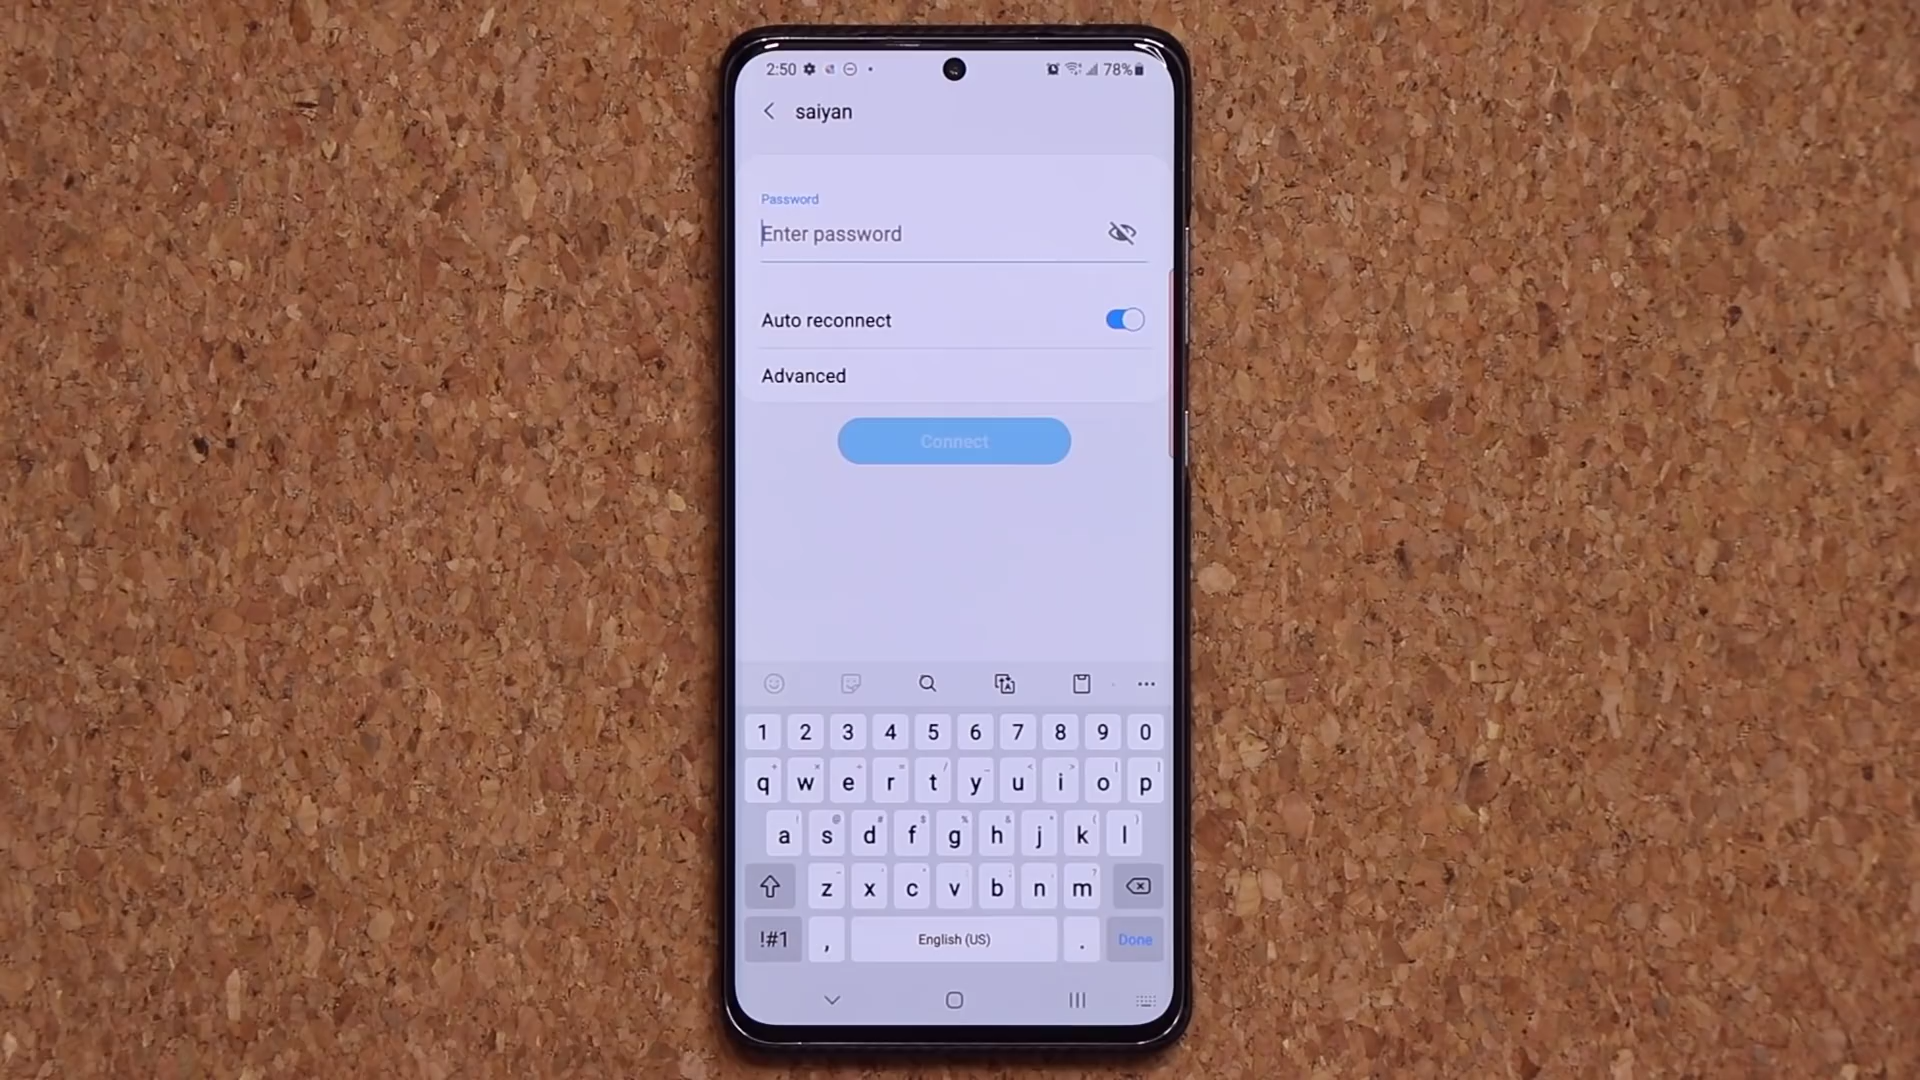 2:50 78%
saiyan
Password
Enter password
Auto reconnect
Advanced
Connect
1 2 3 4 5 6 7 8 9 0
q w e r t y u i o p
a s d f g h j k l
z x c v b n m
!#1 , English (US) . Done